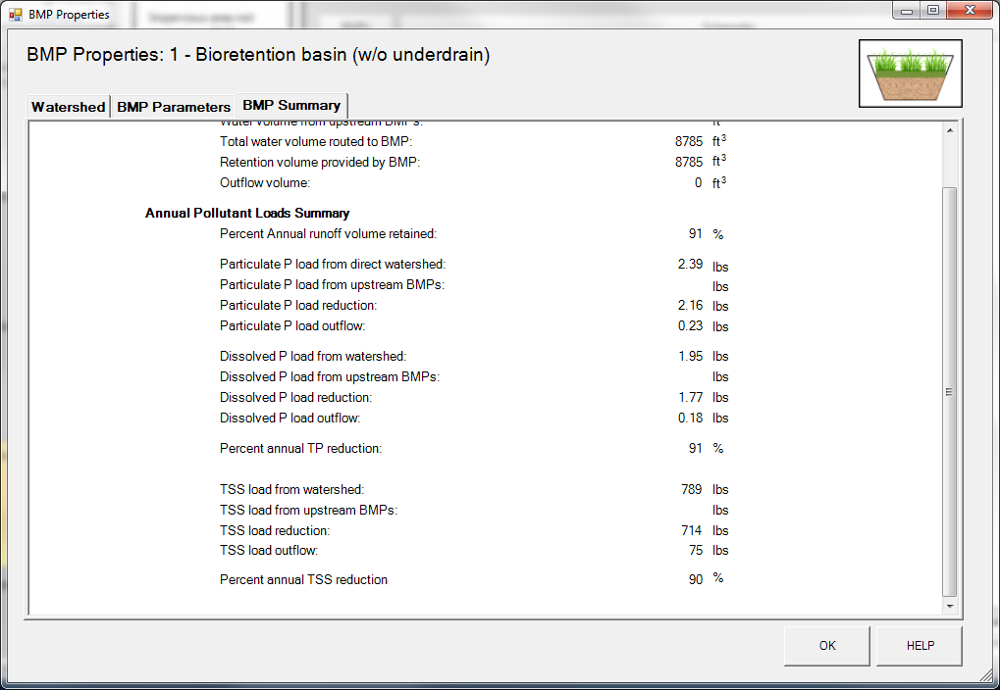 BMP Properties
BMP Properties: 1 - Bioretention basin (w/o underdrain)
Watershed BMP Parameters BMP Summary
Water volume from upstream BMPs: ft
Total water volume routed to BMP: 8785 ft3
Retention volume provided by BMP: 8785 ft3
Outflow volume: 0 ft3
Annual Pollutant Loads Summary
Percent Annual runoff volume retained: 91 %
Particulate P load from direct watershed: 2.39 lbs
Particulate P load from upstream BMPs: lbs
Particulate P load reduction: 2.16 lbs
Particulate P load outflow: 0.23 lbs
Dissolved P load from watershed: 1.95 lbs
Dissolved P load from upstream BMPs: lbs
Dissolved P load reduction: 1.77 lbs
Dissolved P load outflow: 0.18 lbs
Percent annual TP reduction: 91 %
TSS load from watershed: 789 lbs
TSS load from upstream BMPs: lbs
TSS load reduction: 714 lbs
TSS load outflow: 75 lbs
Percent annual TSS reduction 90 %
OK HELP